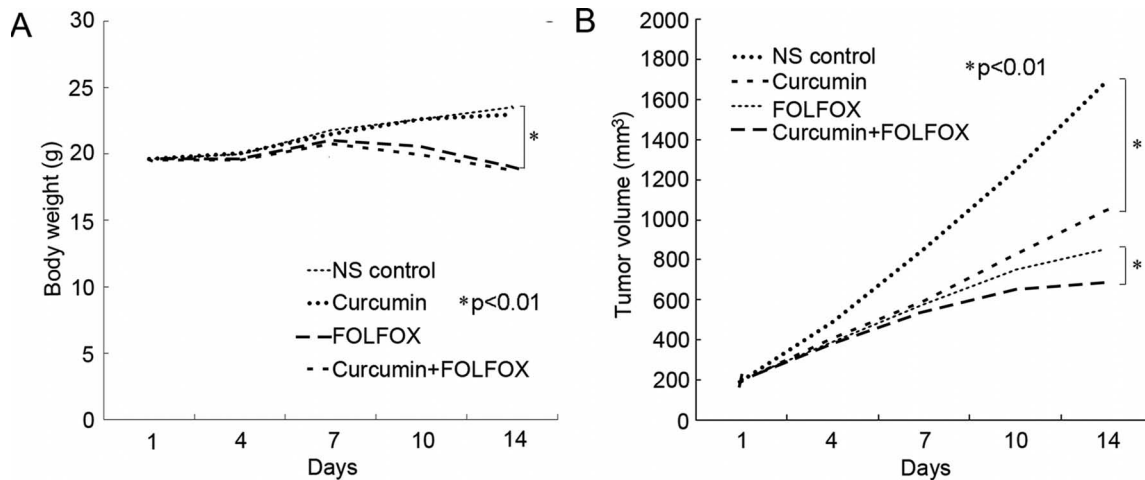 A
30
25
20
15
10
5
0
Body weight (g)
*
NS control
Curcumin
*p<0.01
FOLFOX
Curcumin+FOLFOX
1 4 7 10 14
Days
B
2000
1800
1600
1400
1200
1000
800
600
400
200
0
Tumor volume (mm³)
NS control
*p<0.01
Curcumin
FOLFOX
Curcumin+FOLFOX
*
*
1 4 7 10 14
Days